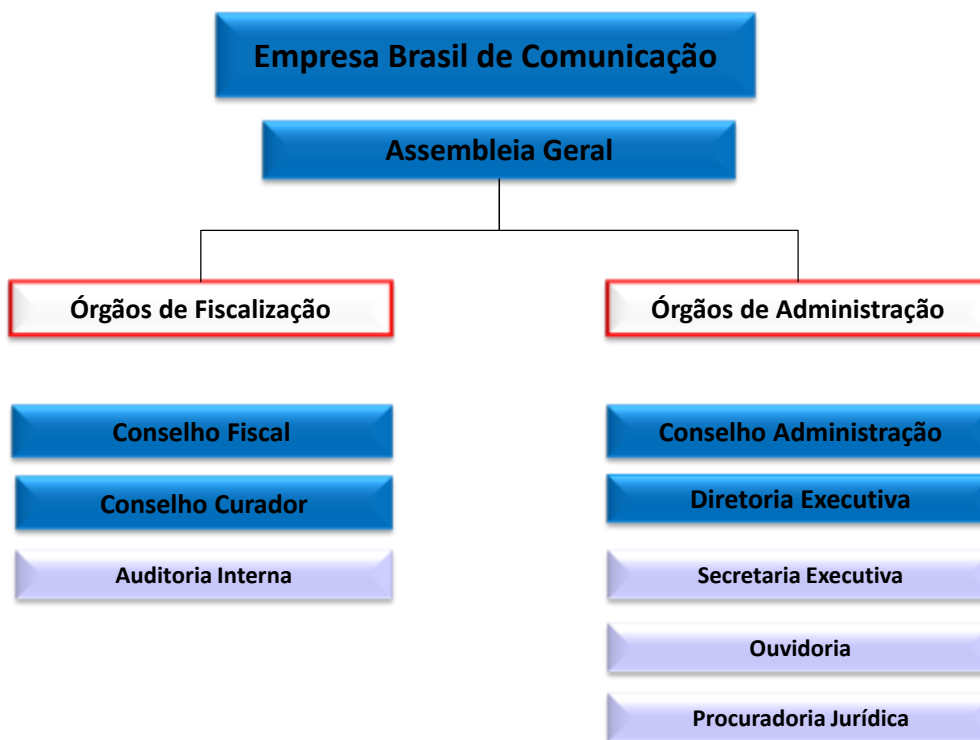 Empresa Brasil de Comunicação
Assembleia Geral
Órgãos de Fiscalização
Conselho Fiscal
Conselho Curador
Auditoria Interna
Órgãos de Administração
Conselho Administração
Diretoria Executiva
Secretaria Executiva
Ouvidoria
Procuradoria Jurídica